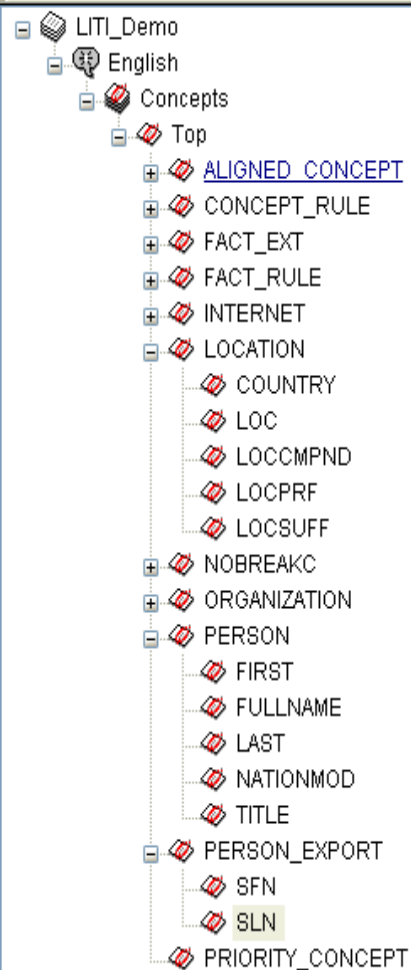 LITI_Demo
English
Concepts
Top
ALIGNED_CONCEPT
CONCEPT_RULE
FACT_EXT
FACT_RULE
INTERNET
LOCATION
COUNTRY
LOC
LOCCMPND
LOCPRF
LOCSUFF
NOBREAKC
ORGANIZATION
PERSON
FIRST
FULLNAME
LAST
NATIONMOD
TITLE
PERSON_EXPORT
SFN
SLN
PRIORITY_CONCEPT